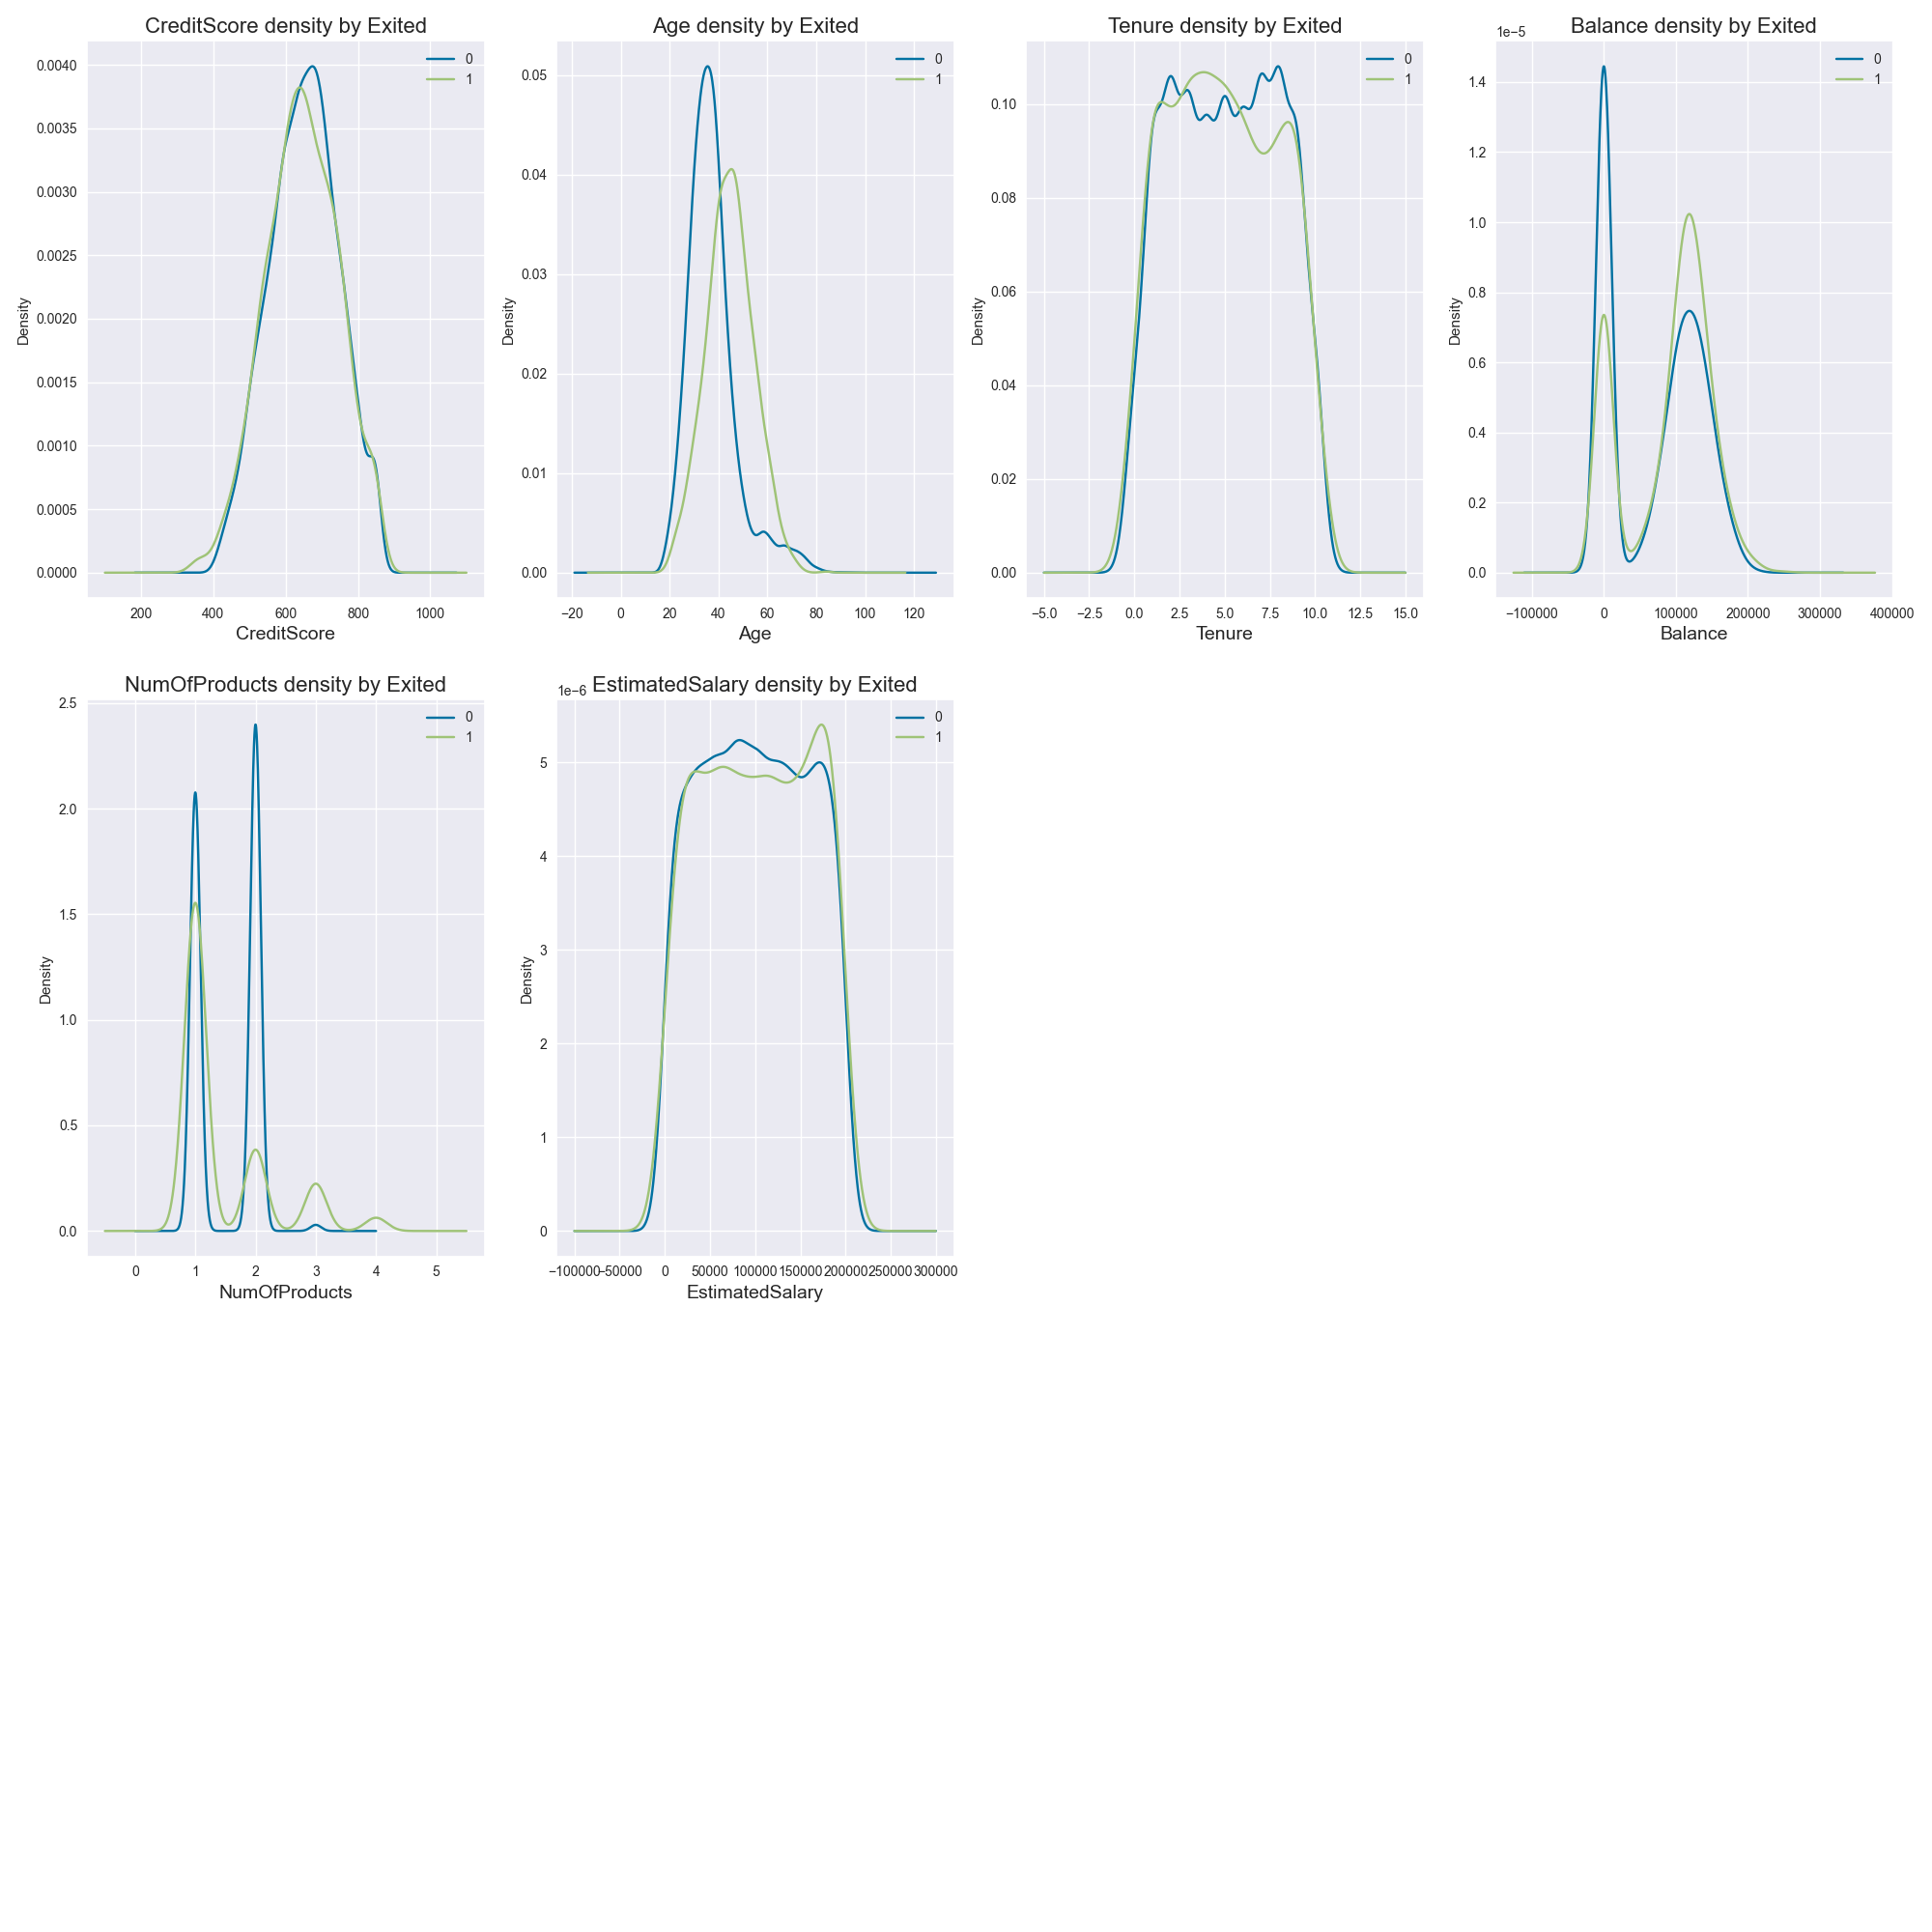 CreditScore density by Exited
0
1
0.0040
0.0035
0.0030
0.0025
0.0020
0.0015
0.0010
0.0005
0.0000
Density
200 400 600 800 1000
CreditScore
Age density by Exited
0
1
0.05
0.04
0.03
0.02
0.01
0.00
Density
−20 0 20 40 60 80 100 120
Age
Tenure density by Exited
0
1
0.10
0.08
0.06
0.04
0.02
0.00
Density
−5.0 −2.5 0.0 2.5 5.0 7.5 10.0 12.5 15.0
Tenure
Balance density by Exited
1e−5
0
1
1.4
1.2
1.0
0.8
0.6
0.4
0.2
0.0
Density
−100000 0 100000 200000 300000 400000
Balance
NumOfProducts density by Exited
0
1
2.5
2.0
1.5
1.0
0.5
0.0
Density
0 1 2 3 4 5
NumOfProducts
EstimatedSalary density by Exited
1e−6
0
1
5
4
3
2
1
0
Density
−100000 −50000 0 50000 100000 150000 200000 250000 300000
EstimatedSalary